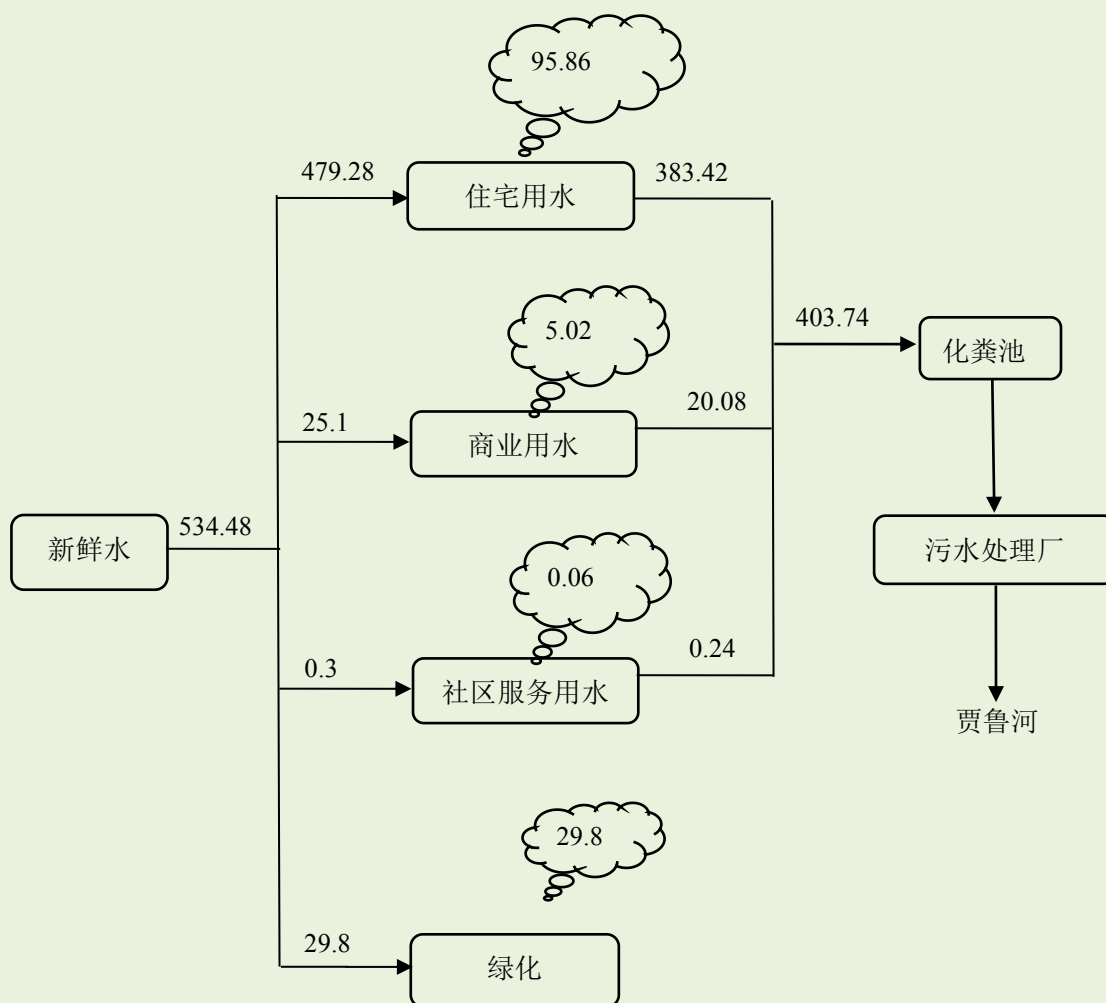 95.86
479.28
住宅用水
383.42
5.02
403.74
化粪池
25.1
商业用水
20.08
新鲜水
534.48
污水处理厂
0.06
0.3
社区服务用水
0.24
贾鲁河
29.8
29.8
绿化